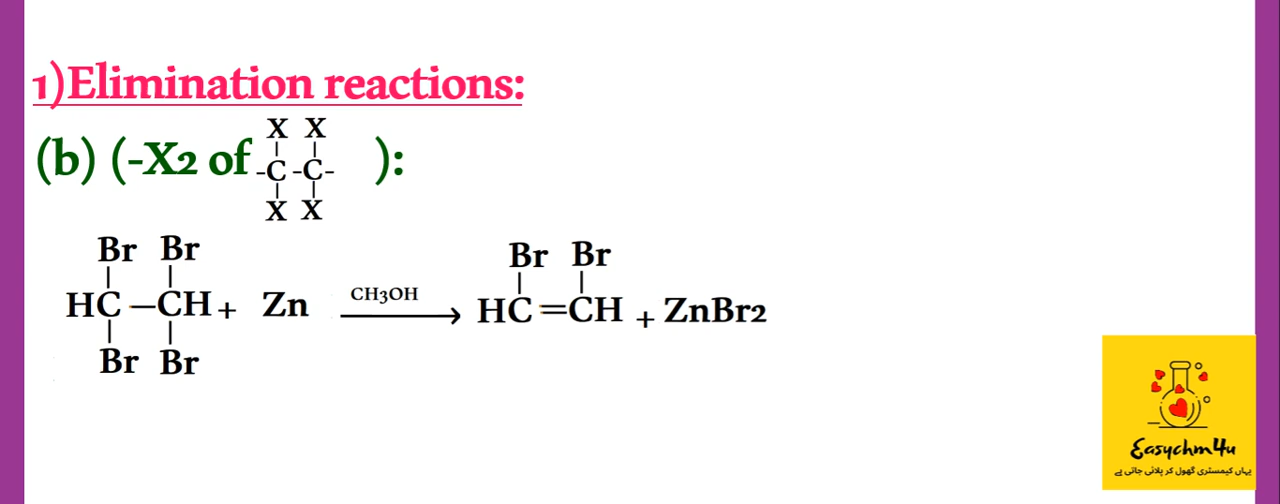 1)Elimination reactions:
X X
(b) (-X2 of -C-C- ):
X X
Br Br Br Br
HC-CH + Zn CH3OH HC=CH + ZnBr2
Br Br
Easychm4u
یہاں کیمسٹری گھول کر پلائی جاتی ہے